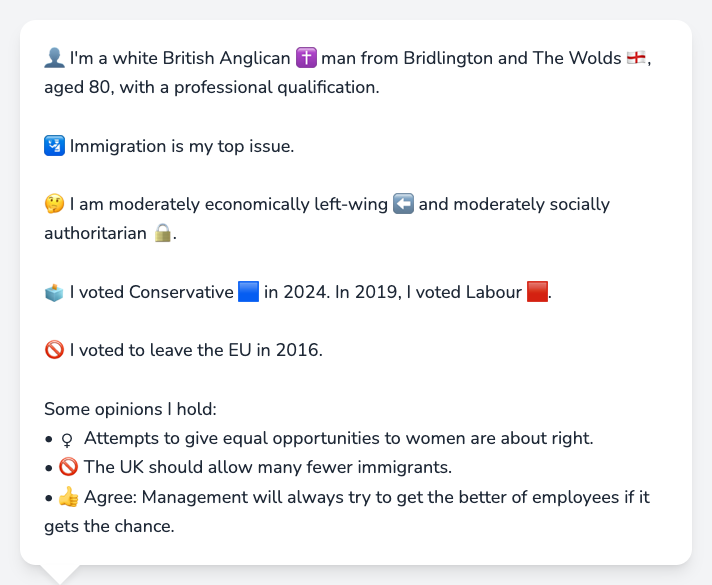 👤 I'm a white British Anglican ✝️ man from Bridlington and The Wolds 🏴󠁧󠁢󠁥󠁮󠁧󠁿,
aged 80, with a professional qualification.
🛂 Immigration is my top issue.
🤔 I am moderately economically left-wing ⬅️ and moderately socially
authoritarian 🔒.
🗳️ I voted Conservative 🟦 in 2024. In 2019, I voted Labour 🟥.
🚫 I voted to leave the EU in 2016.
Some opinions I hold:
• ♀ Attempts to give equal opportunities to women are about right.
• 🚫 The UK should allow many fewer immigrants.
• 👍 Agree: Management will always try to get the better of employees if it
gets the chance.